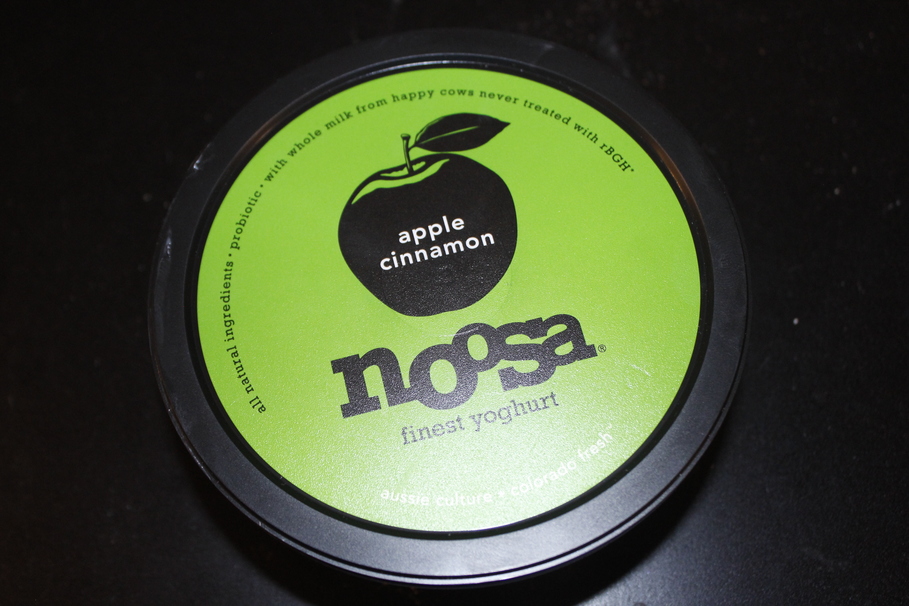 all natural ingredients • probiotic • with whole milk from happy cows never treated with rBGH*
apple
cinnamon
noosa®
finest yoghurt
aussie culture • colorado fresh™